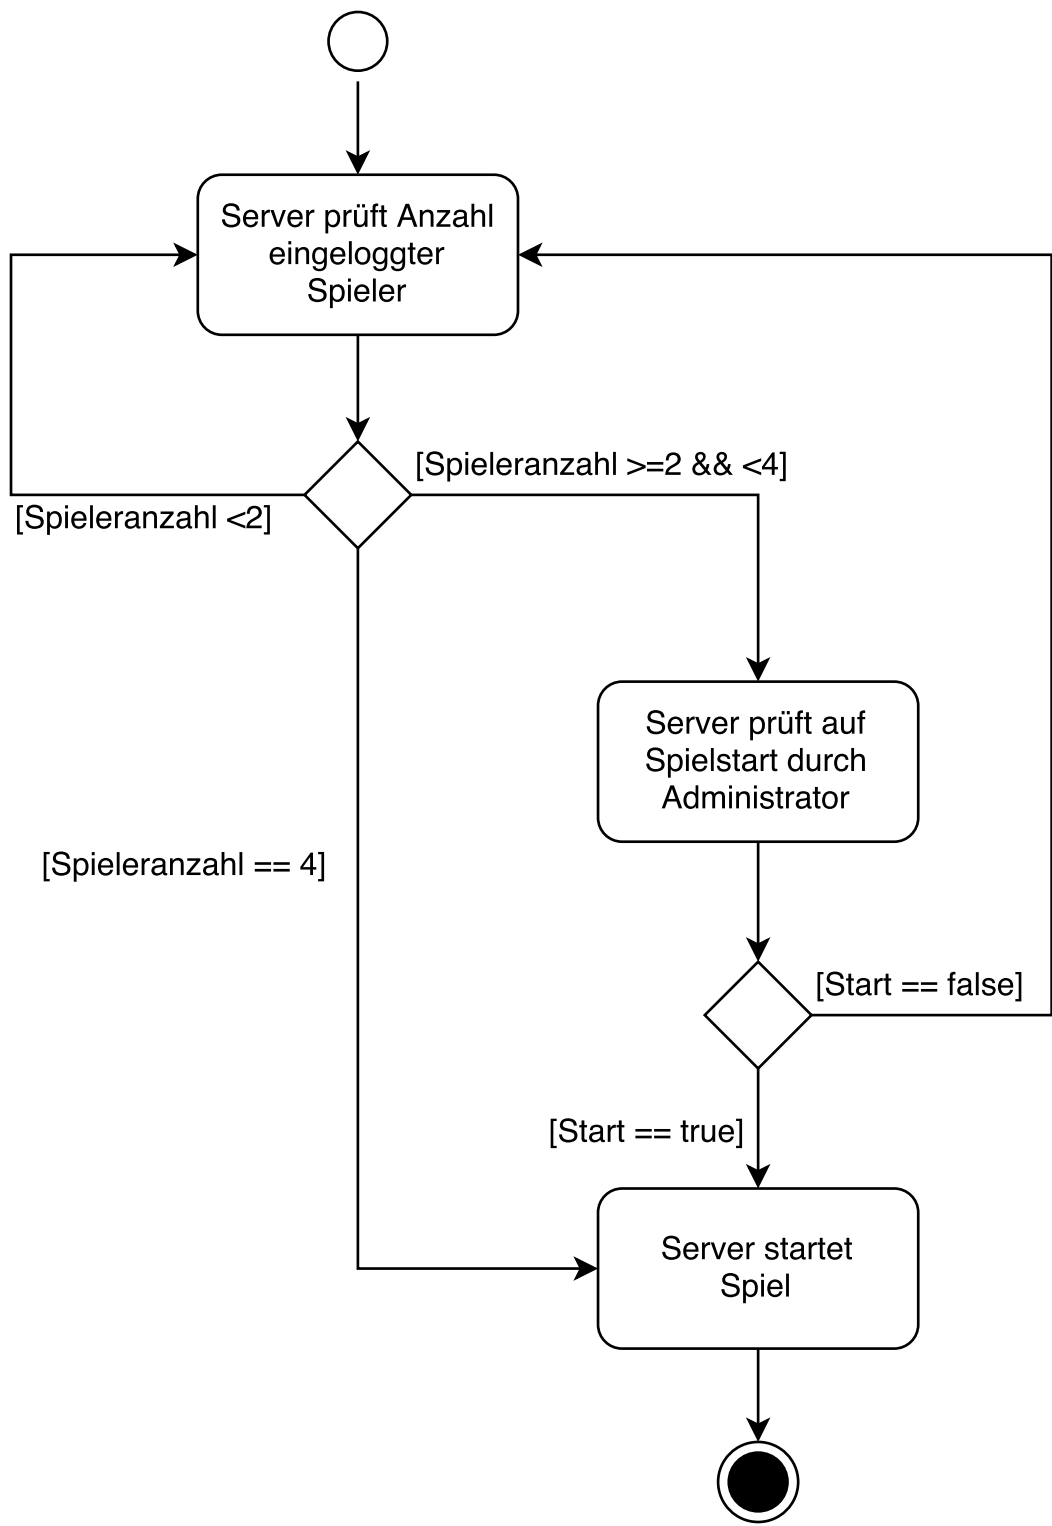 Server prüft Anzahl
eingeloggter
Spieler
[Spieleranzahl >=2 && <4]
[Spieleranzahl <2]
Server prüft auf
Spielstart durch
Administrator
[Spieleranzahl == 4]
[Start == false]
[Start == true]
Server startet
Spiel